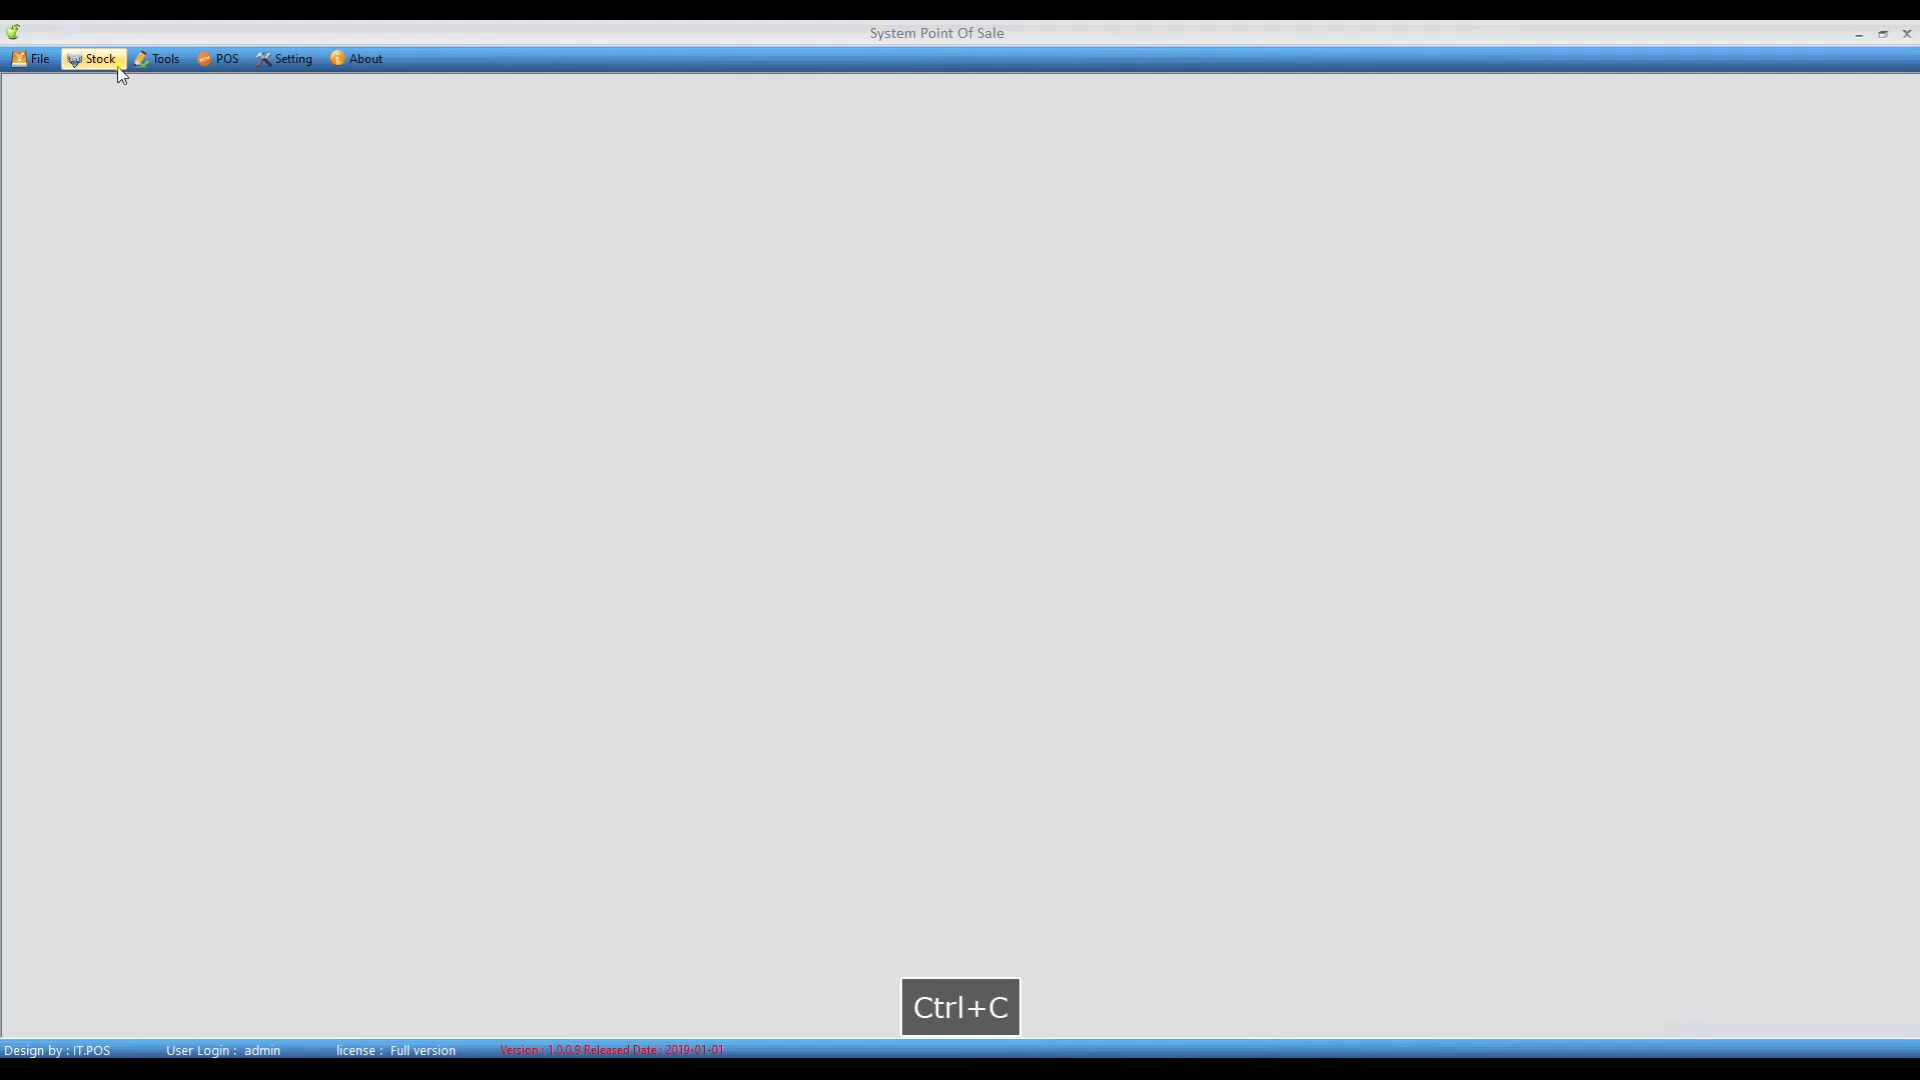 System Point Of Sale
File Stock Tools POS Setting About
Ctrl+C
Design by : IT.POS User Login : admin license : Full version Version : 1.0.0.9 Released Date : 2019-01-01